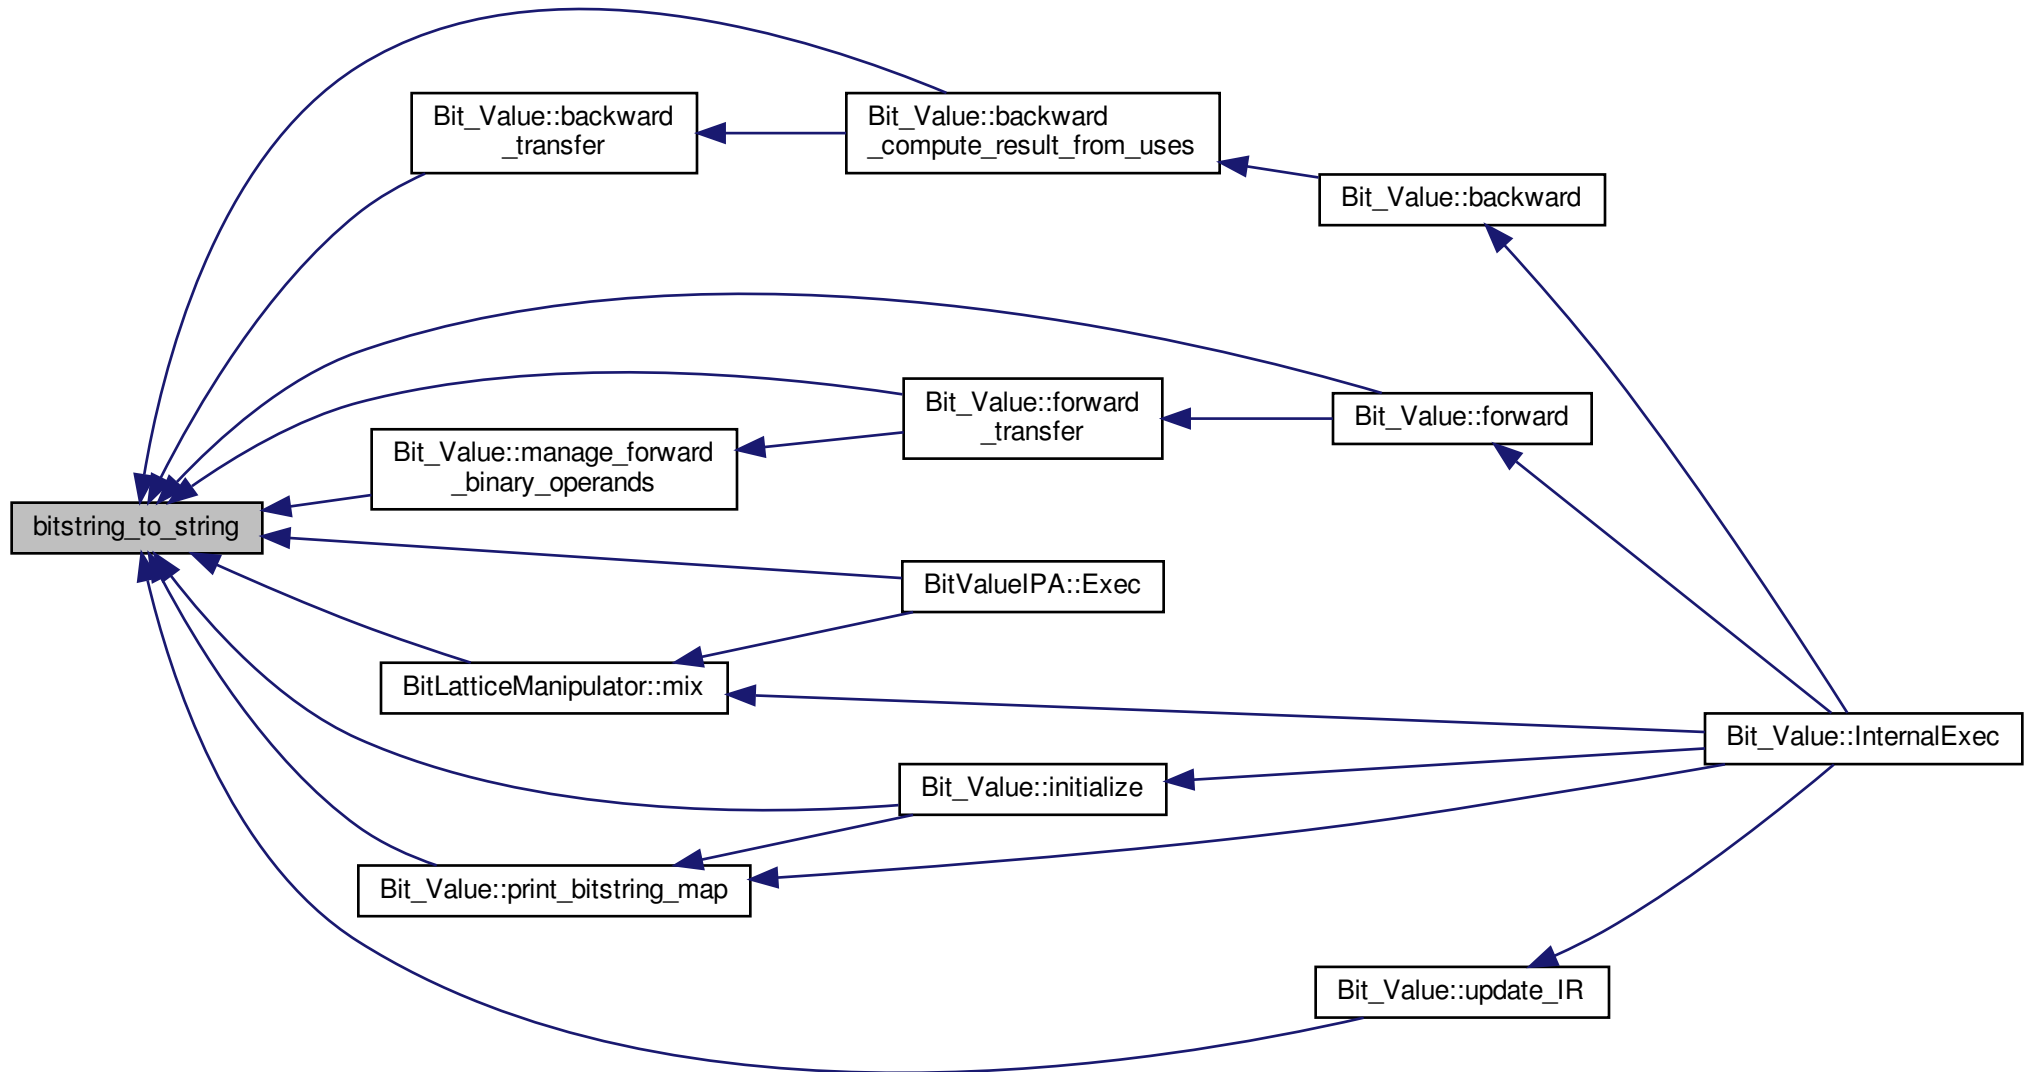 Bit_Value::backward
_transfer
Bit_Value::backward
_compute_result_from_uses
Bit_Value::backward
Bit_Value::forward
_transfer
Bit_Value::forward
Bit_Value::manage_forward
_binary_operands
bitstring_to_string
BitValueIPA::Exec
BitLatticeManipulator::mix
Bit_Value::InternalExec
Bit_Value::initialize
Bit_Value::print_bitstring_map
Bit_Value::update_IR